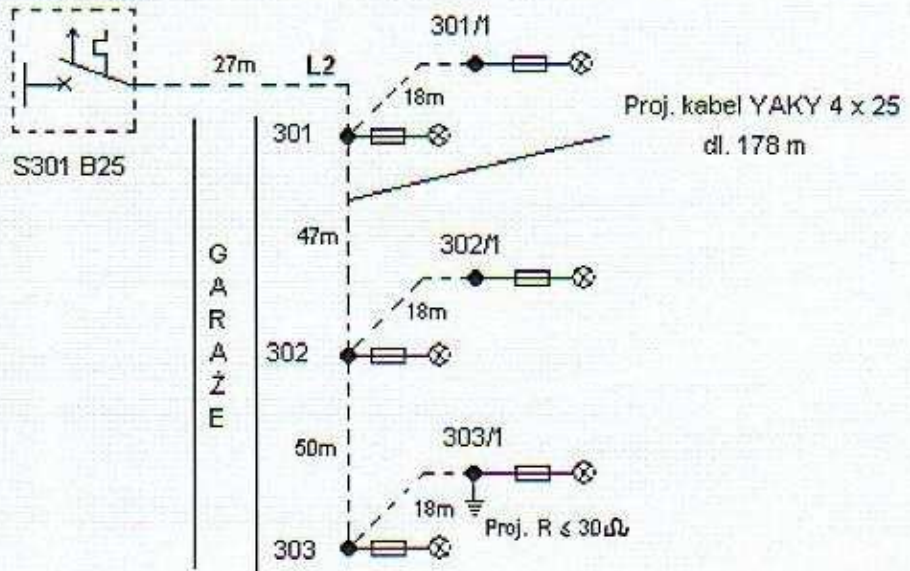 301/1
27m
L2
18m
Proj. kabel YAKY 4 x 25
dl. 178 m
301
S301 B25
47m
302/1
18m
302
GARAŻE
50m
303/1
18m
Proj. R ≤ 30Ω
303